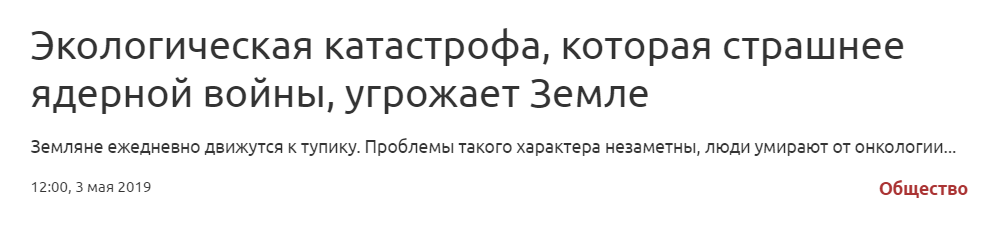 Экологическая катастрофа, которая страшнее
ядерной войны, угрожает Земле
Земляне ежедневно движутся к тупику. Проблемы такого характера незаметны, люди умирают от онкологии...
12:00, 3 мая 2019
Общество